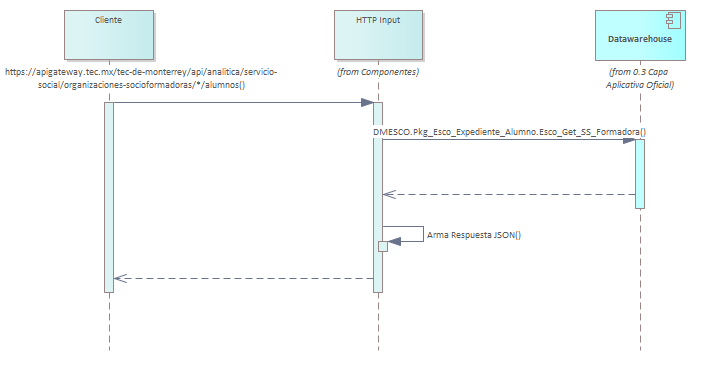 Cliente
HTTP Input
Datawarehouse
https://apigateway.tec.mx/tec-de-monterrey/api/analitica/servicio-
social/organizaciones-socioformadoras/*/alumnos()
(from Componentes)
(from 0.3 Capa
Aplicativa Oficial)
DMESCO.Pkg_Esco_Expediente_Alumno.Esco_Get_SS_Formadora()
Arma Respuesta JSON()